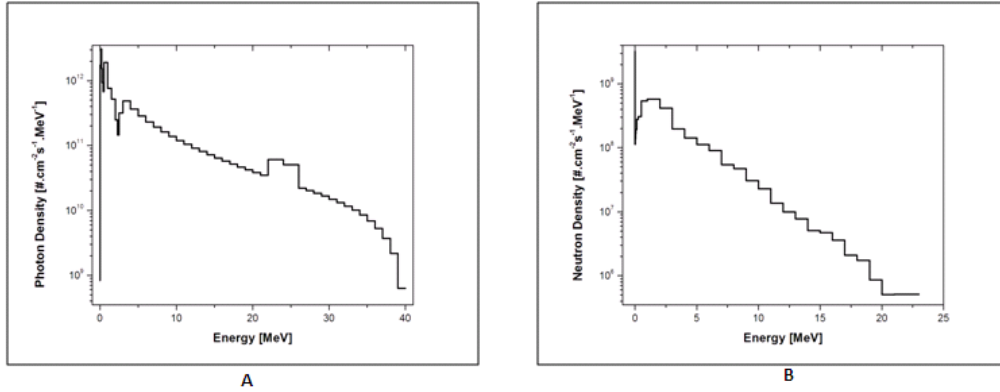 Photon Density [#.cm⁻²s⁻¹.MeV⁻¹]
10¹²
10¹¹
10¹⁰
10⁹
0 10 20 30 40
Energy [MeV]
A
Neutron Density [#.cm⁻²s⁻¹.MeV⁻¹]
10⁹
10⁸
10⁷
10⁶
0 5 10 15 20 25
Energy [MeV]
B